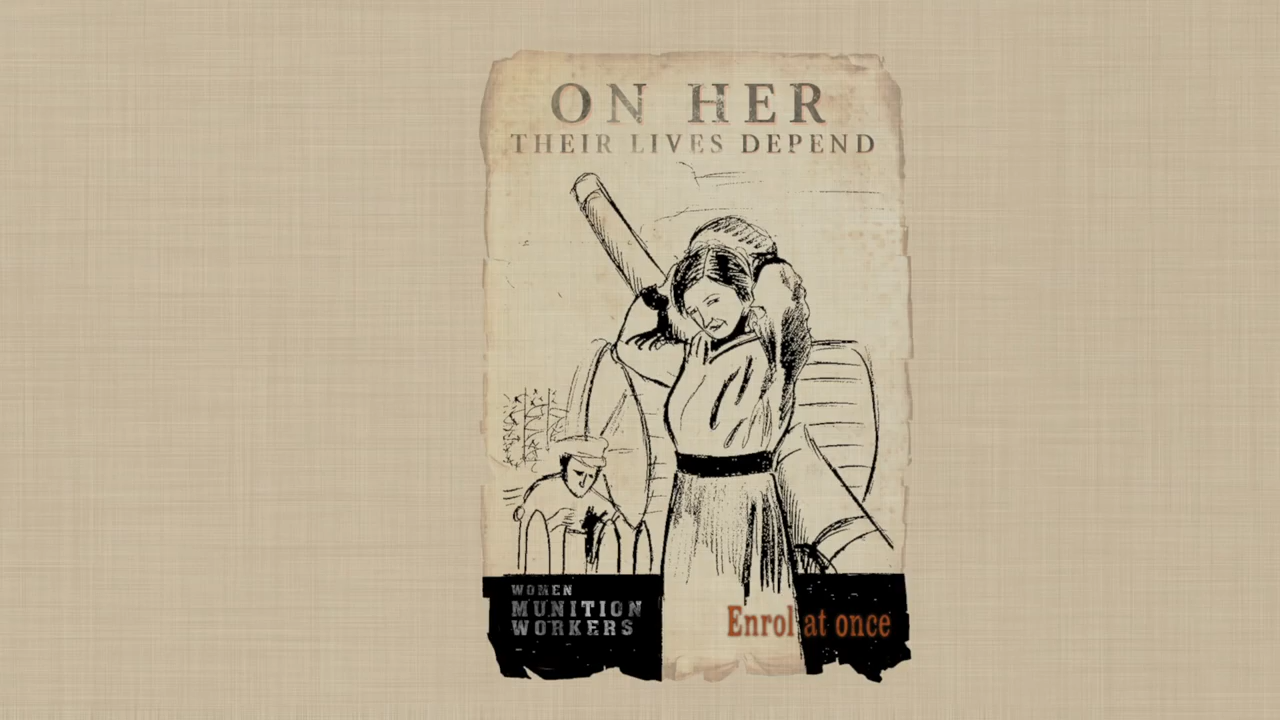 ON HER
THEIR LIVES DEPEND
WOMEN
MUNITION
WORKERS
Enrol at once